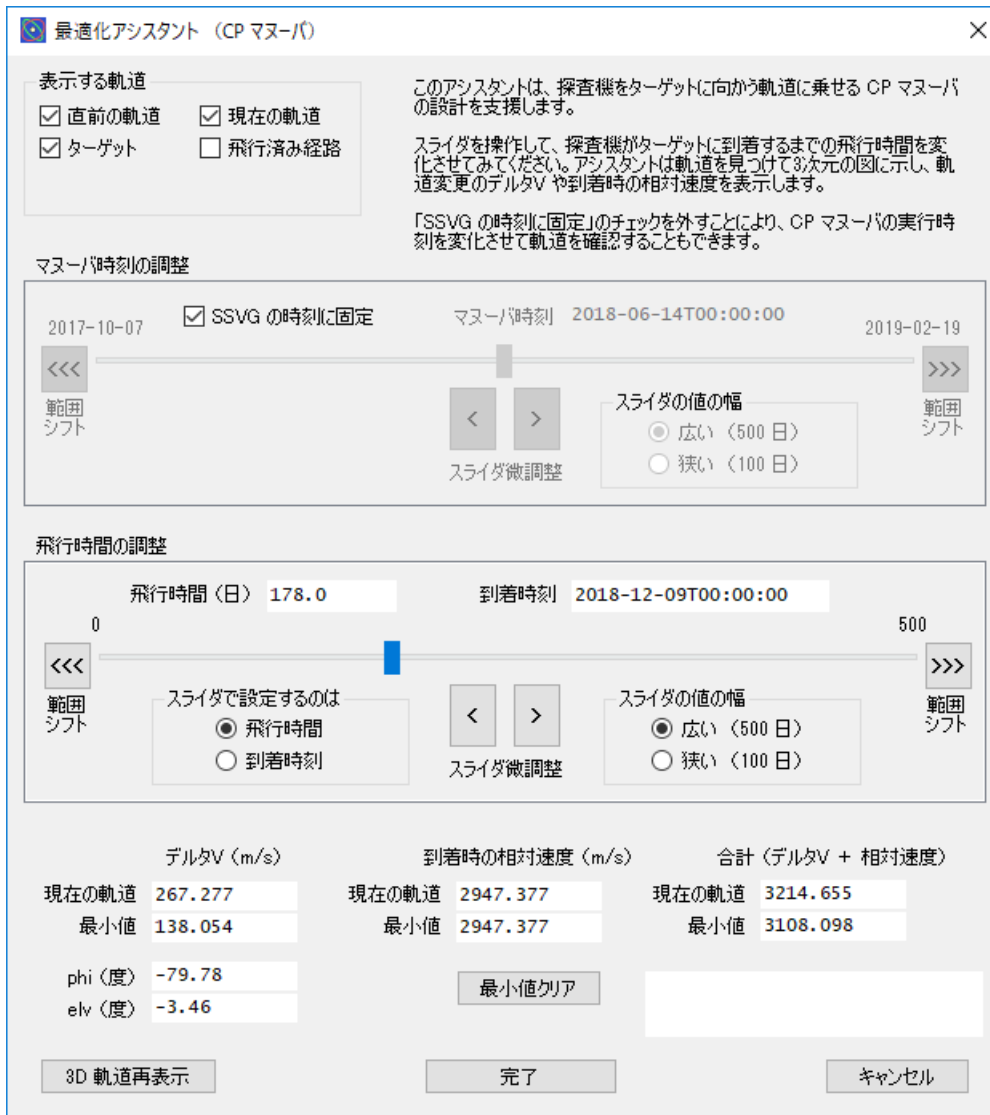 最適化アシスタント （CP マヌーバ）
表示する軌道
直前の軌道
現在の軌道
ターゲット
飛行済み経路
このアシスタントは、探査機をターゲットに向かう軌道に乗せる CP マヌーバ
の設計を支援します。
スライダを操作して、探査機がターゲットに到着するまでの飛行時間を変
化させてみてください。アシスタントは軌道を見つけて3次元の図に示し、軌
道変更のデルタV や到着時の相対速度を表示します。
「SSVG の時刻に固定」のチェックを外すことにより、CP マヌーバの実行時
刻を変化させて軌道を確認することもできます。
マヌーバ時刻の調整
2017-10-07
SSVG の時刻に固定
マヌーバ時刻
2018-06-14T00:00:00
2019-02-19
<<<
>>>
範囲
シフト
<
>
スライダ微調整
スライダの値の幅
広い （500 日）
狭い （100 日）
範囲
シフト
飛行時間の調整
飛行時間（日）
178.0
到着時刻
2018-12-09T00:00:00
0
500
<<<
>>>
範囲
シフト
スライダで設定するのは
飛行時間
到着時刻
<
>
スライダ微調整
スライダの値の幅
広い （500 日）
狭い （100 日）
範囲
シフト
デルタV（m/s）
到着時の相対速度（m/s）
合計（デルタV + 相対速度）
現在の軌道 267.277
現在の軌道 2947.377
現在の軌道 3214.655
最小値 138.054
最小値 2947.377
最小値 3108.098
phi（度） -79.78
elv（度） -3.46
最小値クリア
3D 軌道再表示
完了
キャンセル